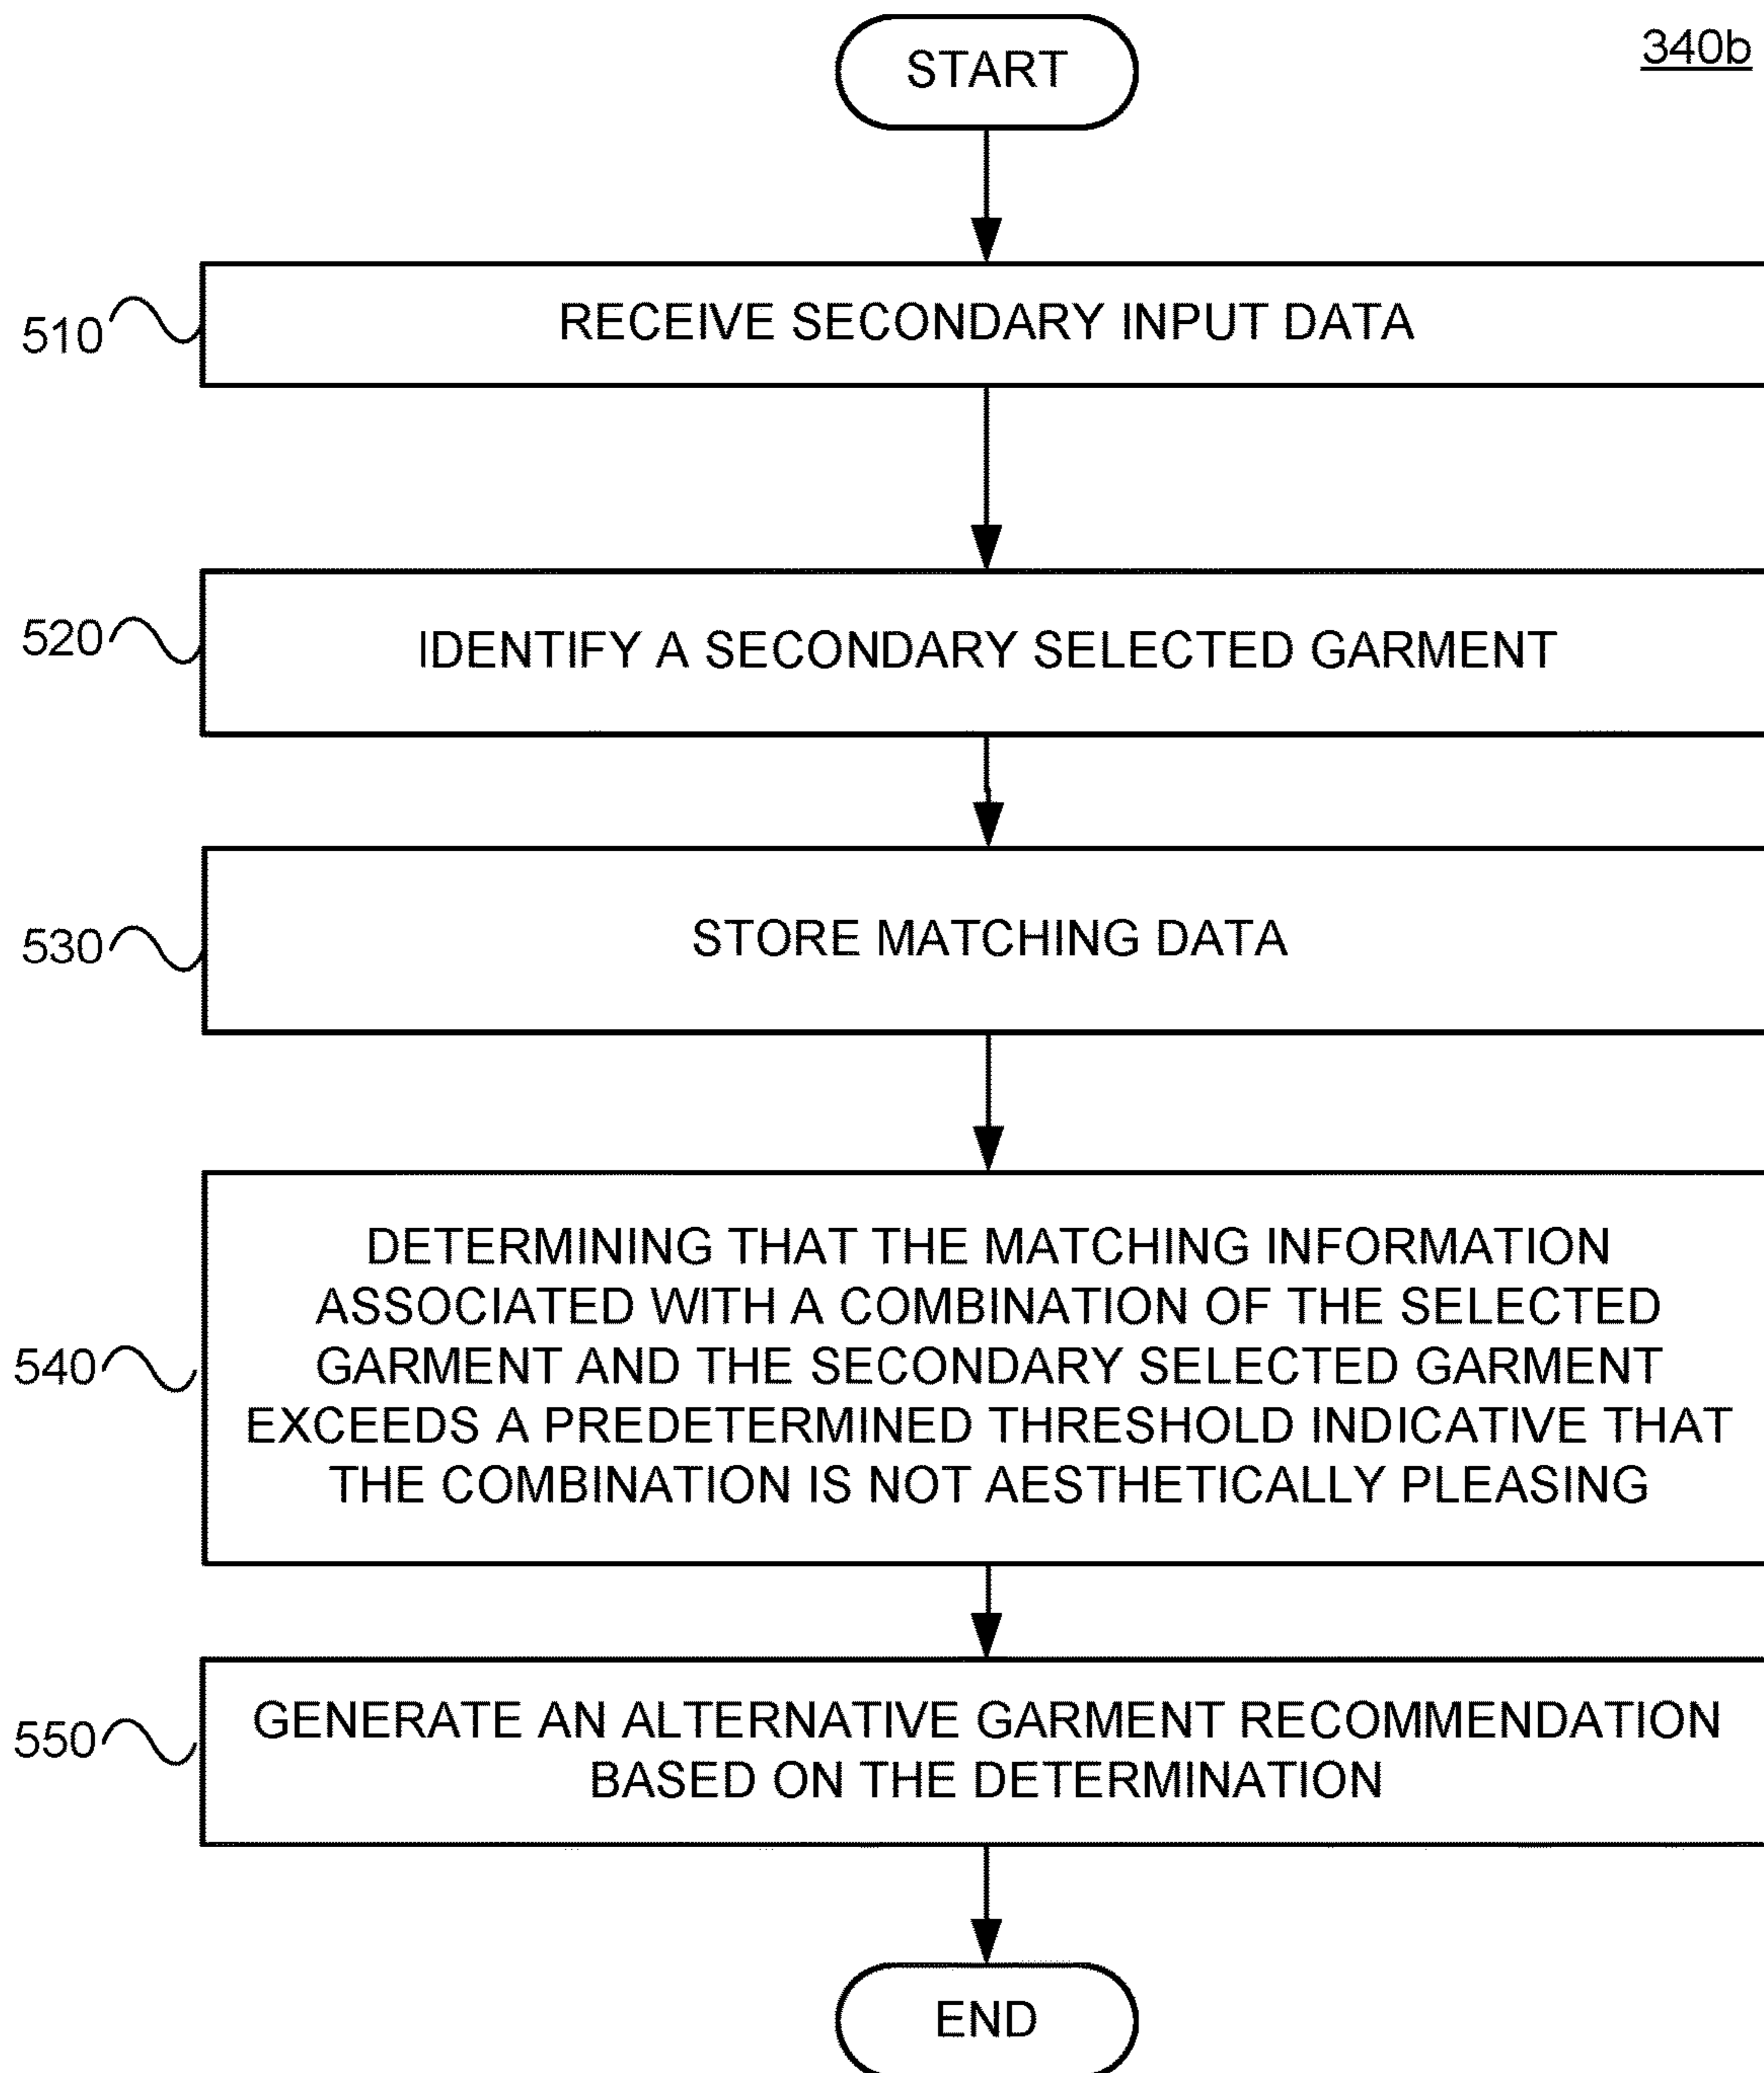 START
340b
510
RECEIVE SECONDARY INPUT DATA
520
IDENTIFY A SECONDARY SELECTED GARMENT
530
STORE MATCHING DATA
540
DETERMINING THAT THE MATCHING INFORMATION
ASSOCIATED WITH A COMBINATION OF THE SELECTED
GARMENT AND THE SECONDARY SELECTED GARMENT
EXCEEDS A PREDETERMINED THRESHOLD INDICATIVE THAT
THE COMBINATION IS NOT AESTHETICALLY PLEASING
550
GENERATE AN ALTERNATIVE GARMENT RECOMMENDATION
BASED ON THE DETERMINATION
END